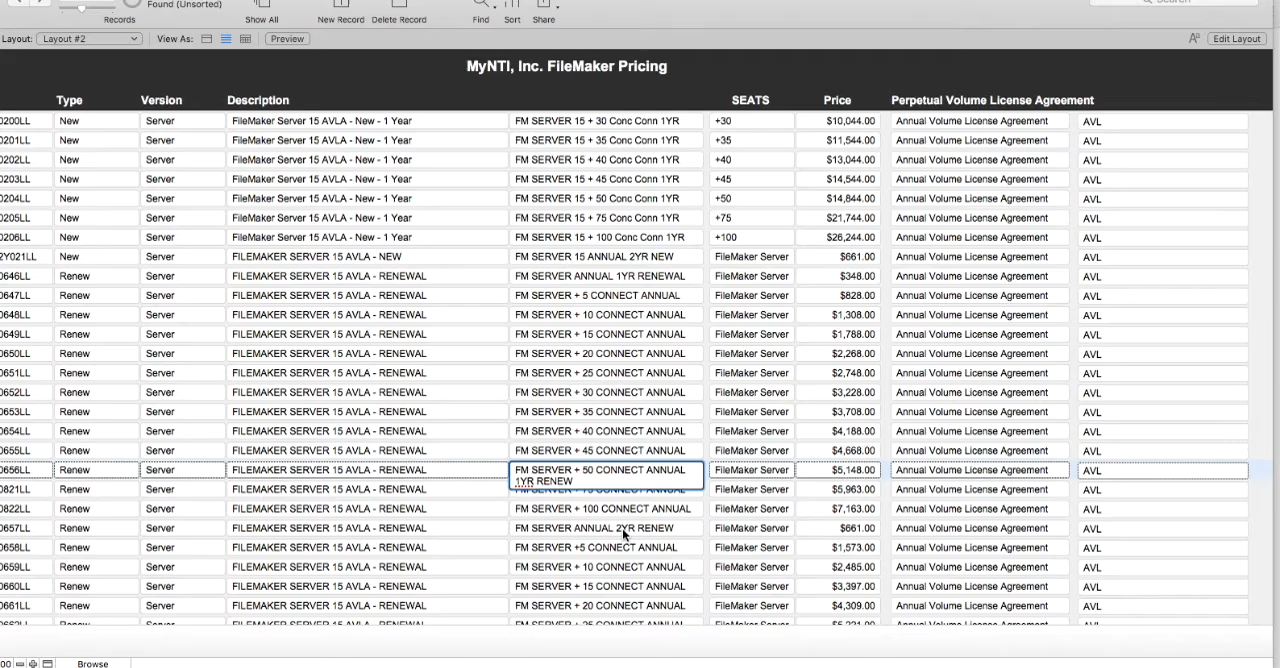 Found (Unsorted)
Search
Records Show All New Record Delete Record Find Sort Share
Layout: Layout #2 View As: Preview Edit Layout
MyNTI, Inc. FileMaker Pricing
Type Version Description SEATS Price Perpetual Volume License Agreement
0200LL New Server FileMaker Server 15 AVLA - New - 1 Year FM SERVER 15 + 30 Conc Conn 1YR +30 $10,044.00 Annual Volume License Agreement AVL
0201LL New Server FileMaker Server 15 AVLA - New - 1 Year FM SERVER 15 + 35 Conc Conn 1YR +35 $11,544.00 Annual Volume License Agreement AVL
0202LL New Server FileMaker Server 15 AVLA - New - 1 Year FM SERVER 15 + 40 Conc Conn 1YR +40 $13,044.00 Annual Volume License Agreement AVL
0203LL New Server FileMaker Server 15 AVLA - New - 1 Year FM SERVER 15 + 45 Conc Conn 1YR +45 $14,544.00 Annual Volume License Agreement AVL
0204LL New Server FileMaker Server 15 AVLA - New - 1 Year FM SERVER 15 + 50 Conc Conn 1YR +50 $14,844.00 Annual Volume License Agreement AVL
0205LL New Server FileMaker Server 15 AVLA - New - 1 Year FM SERVER 15 + 75 Conc Conn 1YR +75 $21,744.00 Annual Volume License Agreement AVL
0206LL New Server FileMaker Server 15 AVLA - New - 1 Year FM SERVER 15 + 100 Conc Conn 1YR +100 $26,244.00 Annual Volume License Agreement AVL
2Y021LL New Server FILEMAKER SERVER 15 AVLA - NEW FM SERVER 15 ANNUAL 2YR NEW FileMaker Server $661.00 Annual Volume License Agreement AVL
0646LL Renew Server FILEMAKER SERVER 15 AVLA - RENEWAL FM SERVER ANNUAL 1YR RENEWAL FileMaker Server $348.00 Annual Volume License Agreement AVL
0647LL Renew Server FILEMAKER SERVER 15 AVLA - RENEWAL FM SERVER + 5 CONNECT ANNUAL FileMaker Server $828.00 Annual Volume License Agreement AVL
0648LL Renew Server FILEMAKER SERVER 15 AVLA - RENEWAL FM SERVER + 10 CONNECT ANNUAL FileMaker Server $1,308.00 Annual Volume License Agreement AVL
0649LL Renew Server FILEMAKER SERVER 15 AVLA - RENEWAL FM SERVER + 15 CONNECT ANNUAL FileMaker Server $1,788.00 Annual Volume License Agreement AVL
0650LL Renew Server FILEMAKER SERVER 15 AVLA - RENEWAL FM SERVER + 20 CONNECT ANNUAL FileMaker Server $2,268.00 Annual Volume License Agreement AVL
0651LL Renew Server FILEMAKER SERVER 15 AVLA - RENEWAL FM SERVER + 25 CONNECT ANNUAL FileMaker Server $2,748.00 Annual Volume License Agreement AVL
0652LL Renew Server FILEMAKER SERVER 15 AVLA - RENEWAL FM SERVER + 30 CONNECT ANNUAL FileMaker Server $3,228.00 Annual Volume License Agreement AVL
0653LL Renew Server FILEMAKER SERVER 15 AVLA - RENEWAL FM SERVER + 35 CONNECT ANNUAL FileMaker Server $3,708.00 Annual Volume License Agreement AVL
0654LL Renew Server FILEMAKER SERVER 15 AVLA - RENEWAL FM SERVER + 40 CONNECT ANNUAL FileMaker Server $4,188.00 Annual Volume License Agreement AVL
0655LL Renew Server FILEMAKER SERVER 15 AVLA - RENEWAL FM SERVER + 45 CONNECT ANNUAL FileMaker Server $4,668.00 Annual Volume License Agreement AVL
0656LL Renew Server FILEMAKER SERVER 15 AVLA - RENEWAL FM SERVER + 50 CONNECT ANNUAL FileMaker Server $5,148.00 Annual Volume License Agreement AVL
1YR RENEW
0821LL Renew Server FILEMAKER SERVER 15 AVLA - RENEWAL FileMaker Server $5,963.00 Annual Volume License Agreement AVL
0822LL Renew Server FILEMAKER SERVER 15 AVLA - RENEWAL FM SERVER + 100 CONNECT ANNUAL FileMaker Server $7,163.00 Annual Volume License Agreement AVL
0657LL Renew Server FILEMAKER SERVER 15 AVLA - RENEWAL FM SERVER ANNUAL 2YR RENEW FileMaker Server $661.00 Annual Volume License Agreement AVL
0658LL Renew Server FILEMAKER SERVER 15 AVLA - RENEWAL FM SERVER +5 CONNECT ANNUAL FileMaker Server $1,573.00 Annual Volume License Agreement AVL
0659LL Renew Server FILEMAKER SERVER 15 AVLA - RENEWAL FM SERVER + 10 CONNECT ANNUAL FileMaker Server $2,485.00 Annual Volume License Agreement AVL
0660LL Renew Server FILEMAKER SERVER 15 AVLA - RENEWAL FM SERVER + 15 CONNECT ANNUAL FileMaker Server $3,397.00 Annual Volume License Agreement AVL
0661LL Renew Server FILEMAKER SERVER 15 AVLA - RENEWAL FM SERVER + 20 CONNECT ANNUAL FileMaker Server $4,309.00 Annual Volume License Agreement AVL
Browse